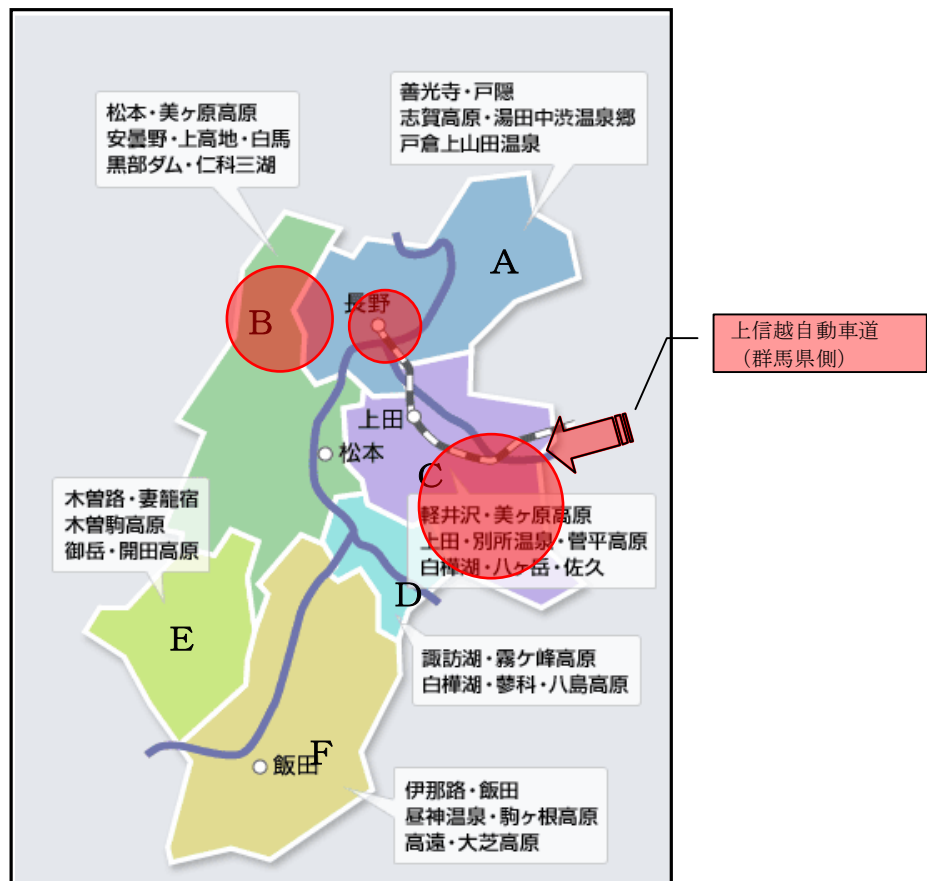 善光寺・戸隠
志賀高原・湯田中渋温泉郷
戸倉上山田温泉
松本・美ヶ原高原
安曇野・上高地・白馬
黒部ダム・仁科三湖
A
長野
B
上信越自動車道
（群馬県側）
上田
松本
C
軽井沢・美ヶ原高原
上田・別所温泉・菅平高原
白樺湖・八ヶ岳・佐久
木曽路・妻籠宿
木曽駒高原
御岳・開田高原
D
E
諏訪湖・霧ケ峰高原
白樺湖・蓼科・八島高原
F
飯田
伊那路・飯田
昼神温泉・駒ヶ根高原
高遠・大芝高原